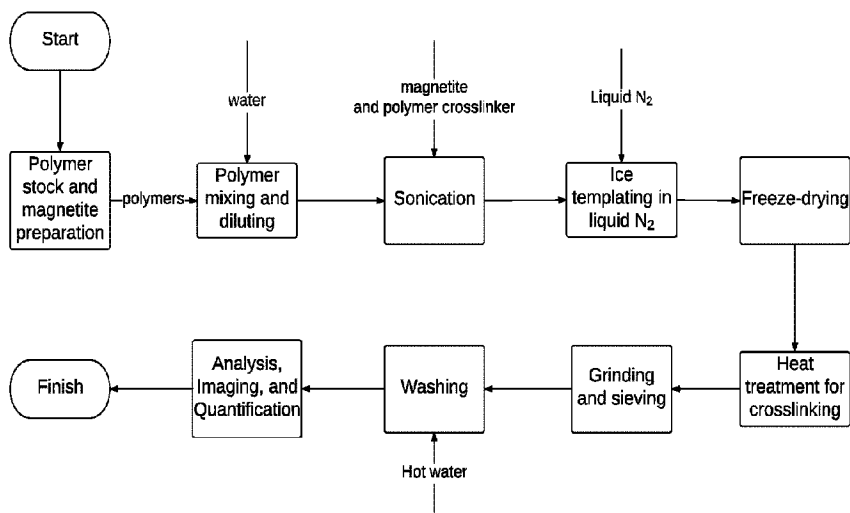 Start
water
magnetite
and polymer crosslinker
Liquid N₂
Polymer
stock and
magnetite
preparation
polymers
Polymer
mixing and
diluting
Sonication
Ice
templating in
liquid N₂
Freeze-drying
Finish
Analysis,
Imaging, and
Quantification
Washing
Grinding
and sieving
Heat
treatment for
crosslinking
Hot water